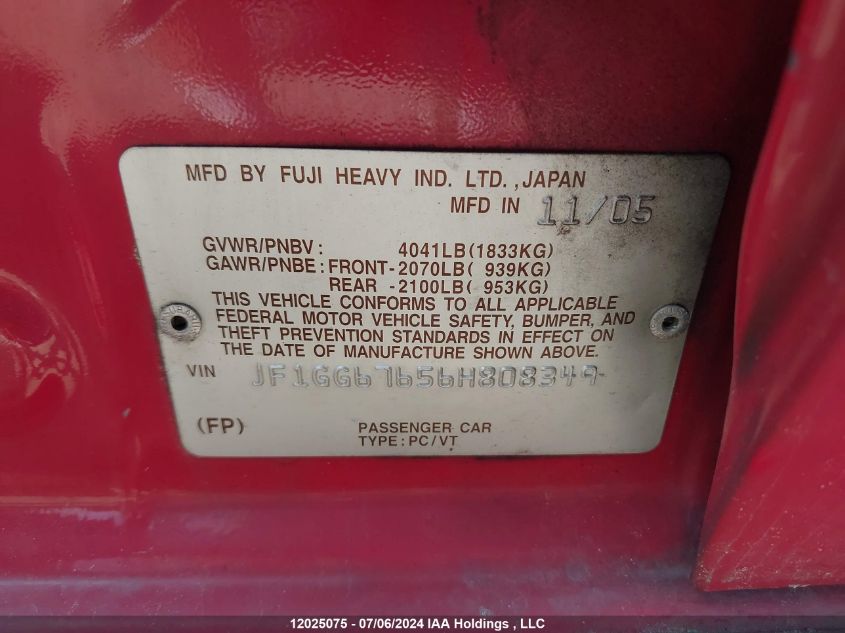 MFD BY FUJI HEAVY IND. LTD. ,JAPAN
MFD IN 11/05
GVWR/PNBV : 4041LB(1833KG)
GAWR/PNBE : FRONT-2070LB( 939KG)
REAR -2100LB( 953KG)
THIS VEHICLE CONFORMS TO ALL APPLICABLE
FEDERAL MOTOR VEHICLE SAFETY, BUMPER, AND
THEFT PREVENTION STANDARDS IN EFFECT ON
THE DATE OF MANUFACTURE SHOWN ABOVE.
VIN JF1GG67656H808349
(FP) PASSENGER CAR
TYPE : PC/VT
12025075 - 07/06/2024 IAA Holdings , LLC